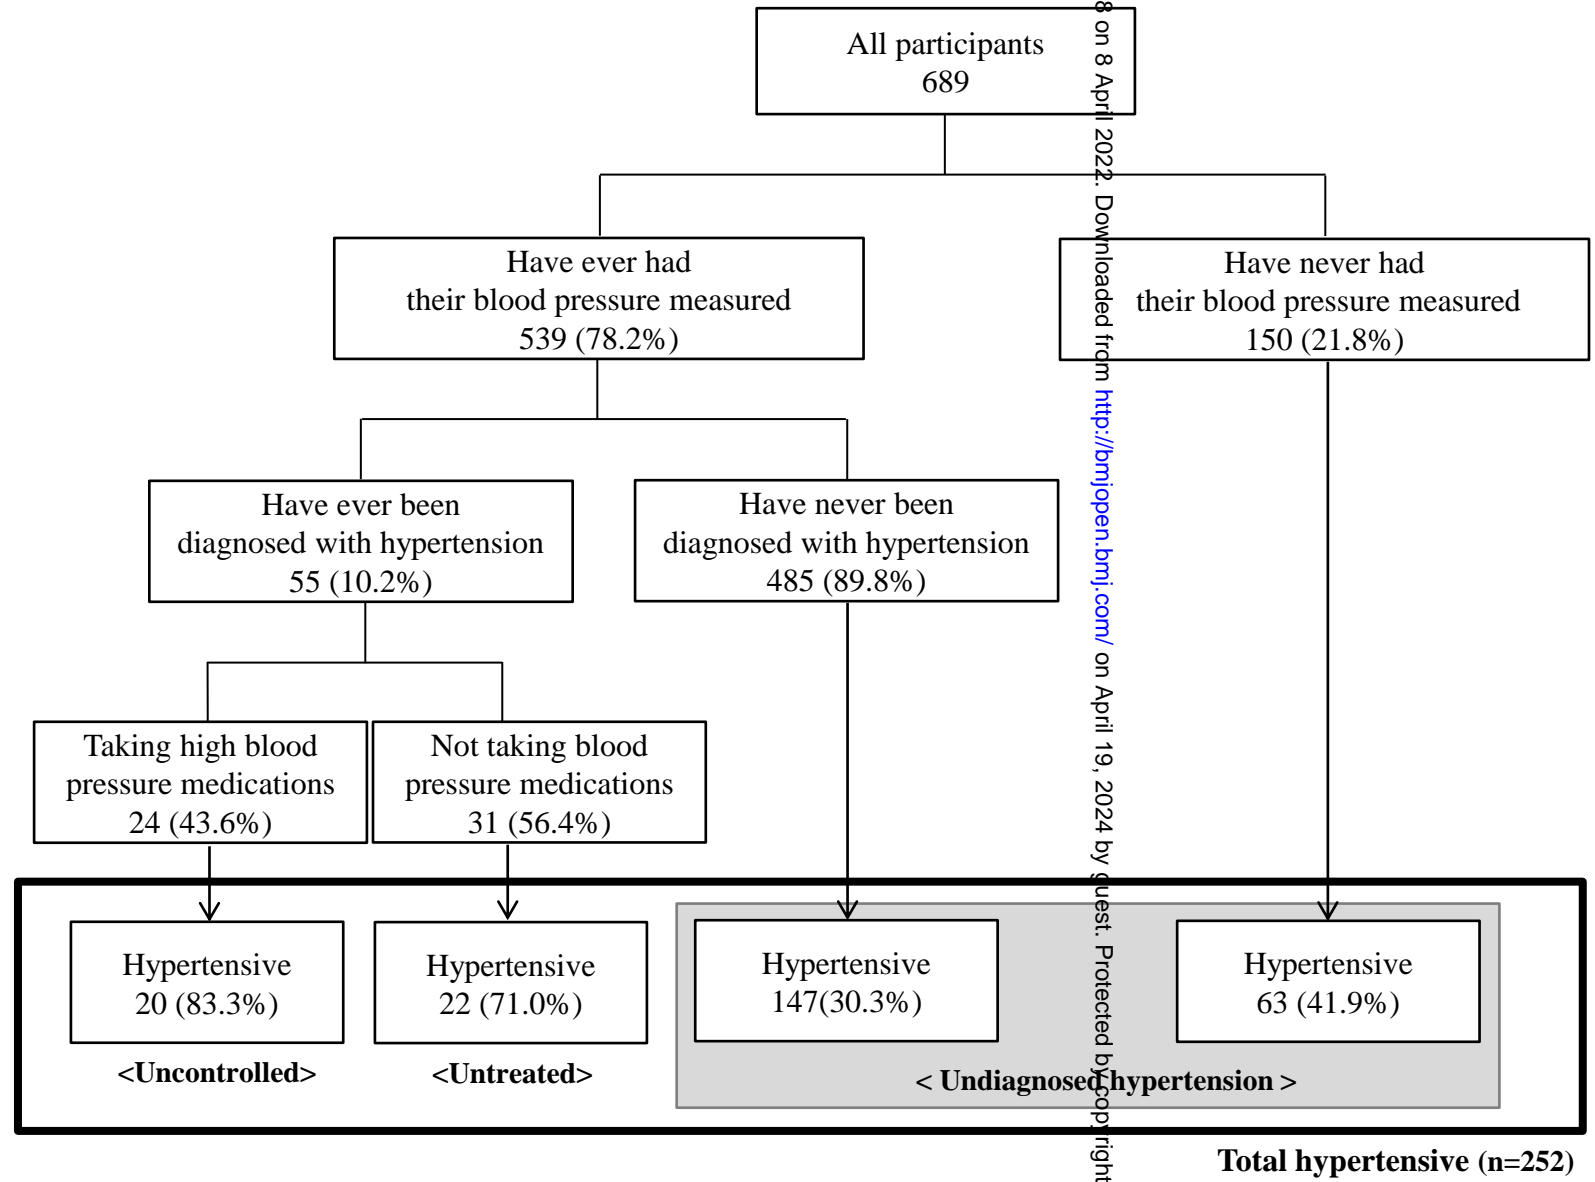 All participants
689
Have ever had
their blood pressure measured
539 (78.2%)
Have never had
their blood pressure measured
150 (21.8%)
Have ever been
diagnosed with hypertension
55 (10.2%)
Have never been
diagnosed with hypertension
485 (89.8%)
Taking high blood
pressure medications
24 (43.6%)
Not taking blood
pressure medications
31 (56.4%)
Hypertensive
20 (83.3%)
<Uncontrolled>
Hypertensive
22 (71.0%)
<Untreated>
Hypertensive
147(30.3%)
Hypertensive
63 (41.9%)
< Undiagnosed hypertension >
Total hypertensive (n=252)
8 on 8 April 2022. Downloaded from http://bmjopen.bmj.com/ on April 19, 2024 by guest. Protected by copyright